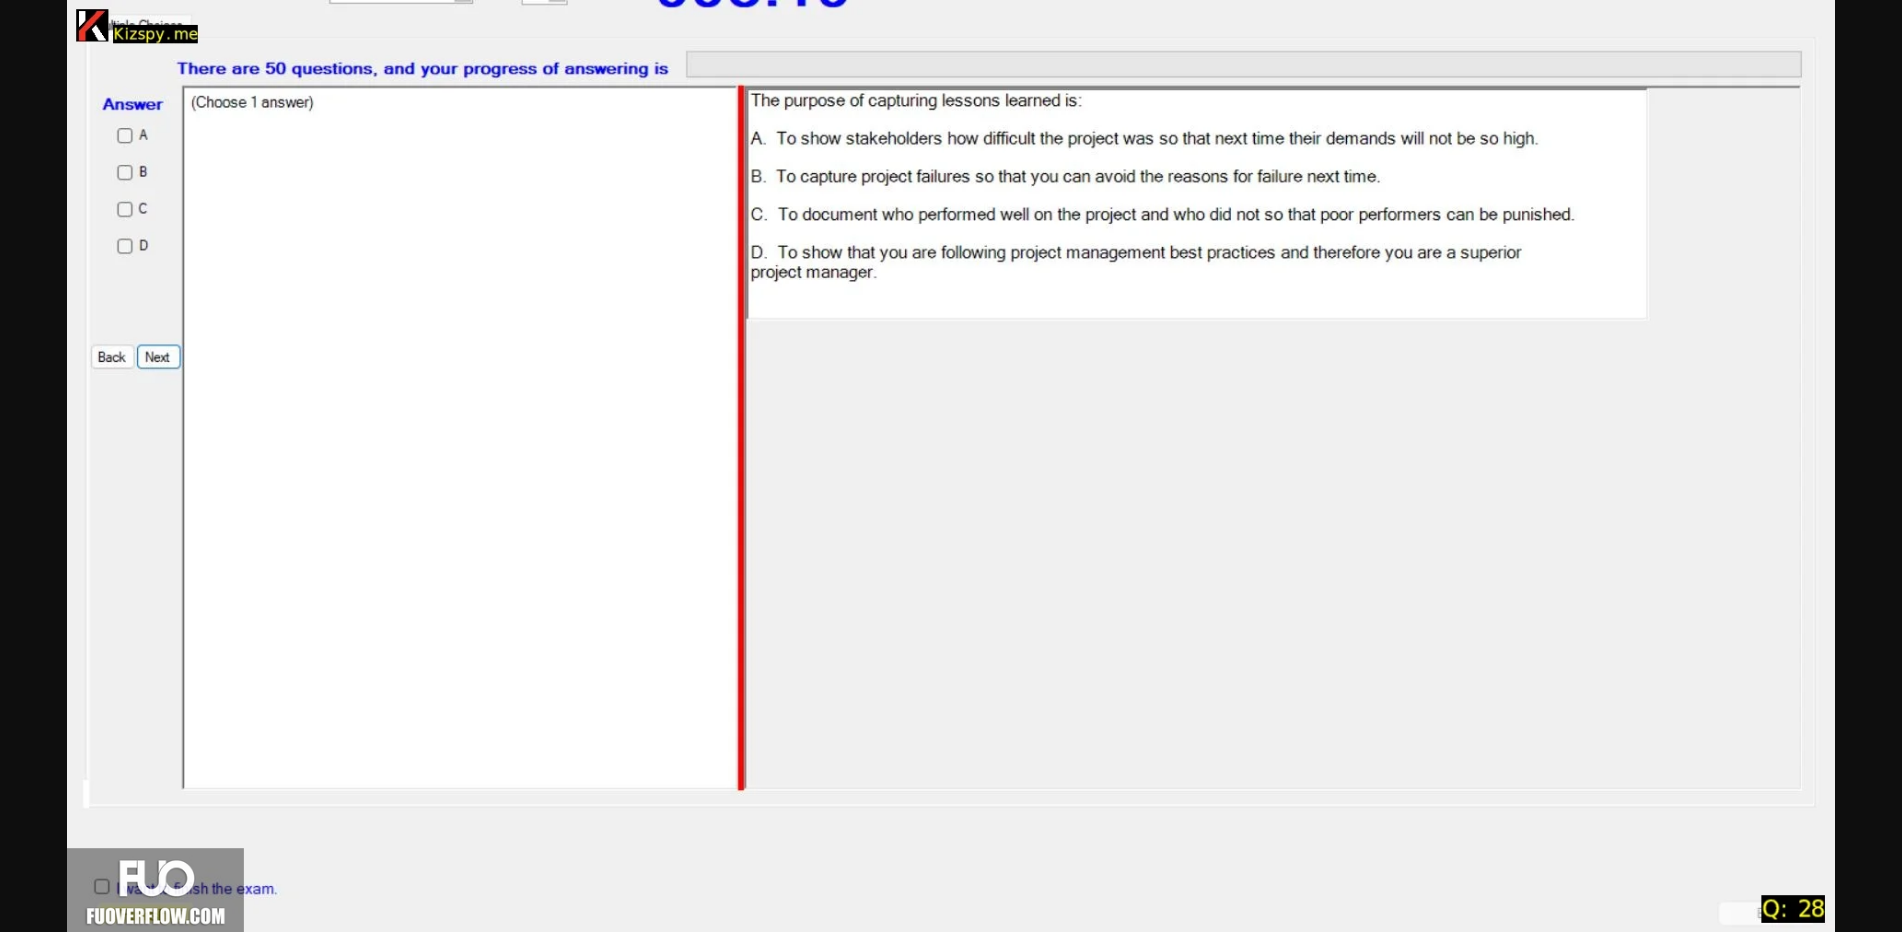 Kizspy.me
There are 50 questions, and your progress of answering is
Answer
(Choose 1 answer)
A
B
C
D
Back Next
The purpose of capturing lessons learned is:
A. To show stakeholders how difficult the project was so that next time their demands will not be so high.
B. To capture project failures so that you can avoid the reasons for failure next time.
C. To document who performed well on the project and who did not so that poor performers can be punished.
D. To show that you are following project management best practices and therefore you are a superior
project manager.
FUO
the exam.
FUOVERFLOW.COM
Q: 28